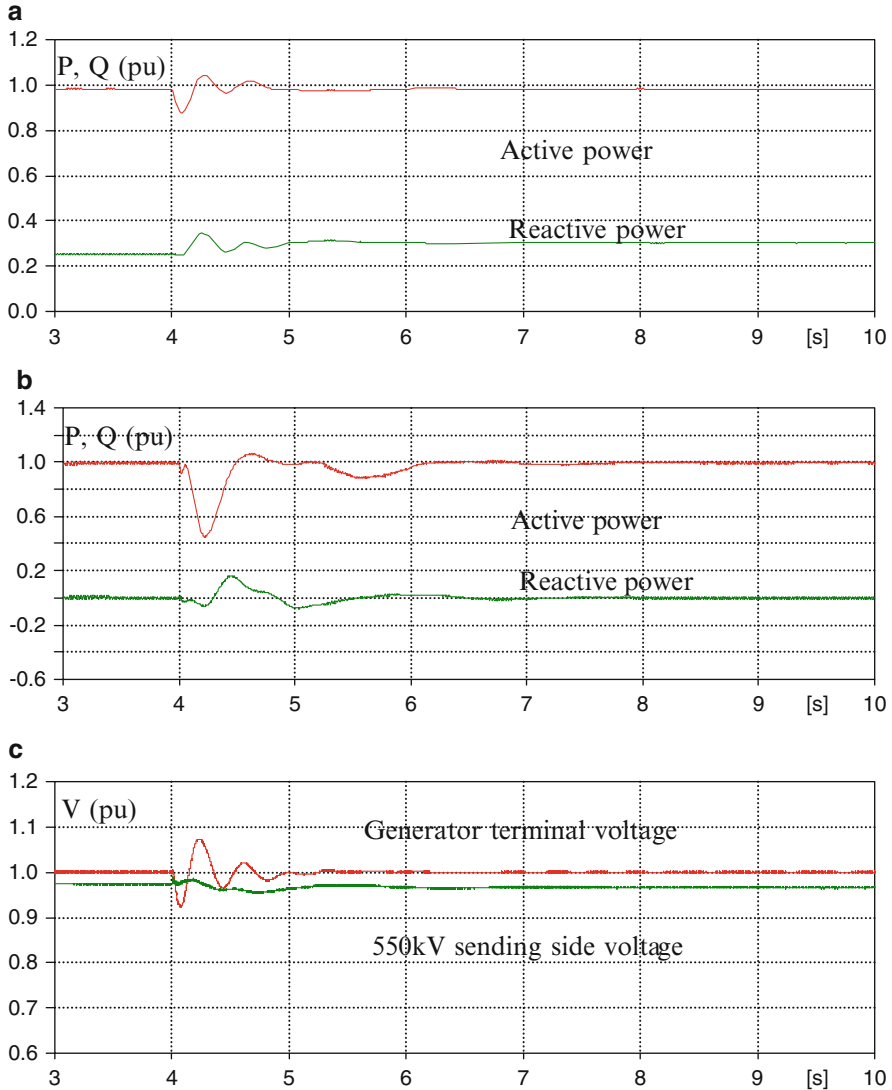 a
P, Q (pu)
1.2
1.0
0.8
0.6
0.4
0.2
0.0
Active power
Reactive power
3 4 5 6 7 8 9 [s] 10
b
P, Q (pu)
1.4
1.0
0.6
0.2
-0.2
-0.6
Active power
Reactive power
3 4 5 6 7 8 9 [s] 10
c
V (pu)
1.2
1.1
1.0
0.9
0.8
0.7
0.6
Generator terminal voltage
550kV sending side voltage
3 4 5 6 7 8 9 [s] 10